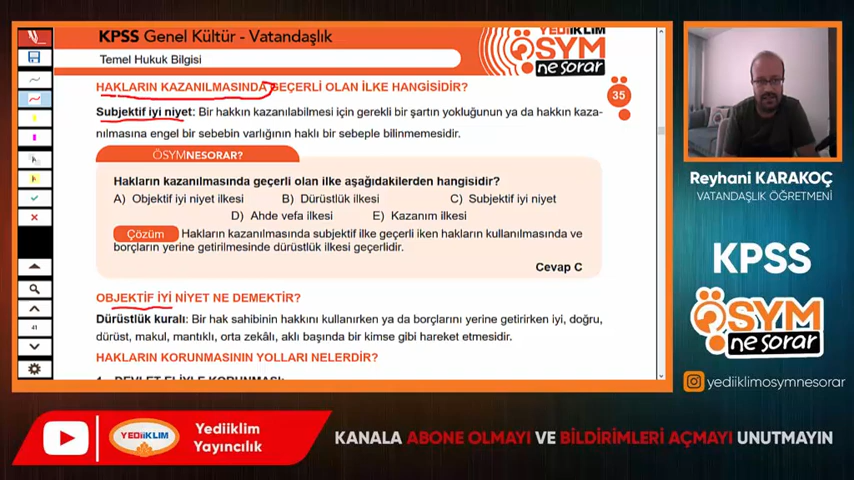 KPSS Genel Kültür - Vatandaşlık
Temel Hukuk Bilgisi
YEDİİKLİM
ÖSYM
ne sorar
HAKLARIN KAZANILMASINDA GEÇERLİ OLAN İLKE HANGİSİDİR?
35
Subjektif iyi niyet: Bir hakkın kazanılabilmesi için gerekli bir şartın yokluğunun ya da hakkın kaza-
nılmasına engel bir sebebin varlığının haklı bir sebeple bilinmemesidir.
ÖSYMNESORAR?
Hakların kazanılmasında geçerli olan ilke aşağıdakilerden hangisidir?
A) Objektif iyi niyet ilkesi B) Dürüstlük ilkesi C) Subjektif iyi niyet
D) Ahde vefa ilkesi E) Kazanım ilkesi
Çözüm Hakların kazanılmasında subjektif ilke geçerli iken hakların kullanılmasında ve
borçların yerine getirilmesinde dürüstlük ilkesi geçerlidir.
Cevap C
OBJEKTİF İYİ NİYET NE DEMEKTİR?
Dürüstlük kuralı: Bir hak sahibinin hakkını kullanırken ya da borçlarını yerine getirirken iyi, doğru,
dürüst, makul, mantıklı, orta zekâlı, aklı başında bir kimse gibi hareket etmesidir.
HAKLARIN KORUNMASININ YOLLARI NELERDİR?
1. DEVLET ELİYLE KORUNMASI:
41
Reyhani KARAKOÇ
VATANDAŞLIK ÖĞRETMENİ
KPSS
ÖSYM
ne sorar
yediiklimosymnesorar
YEDİİKLİM
Yediiklim
Yayıncılık
KANALA ABONE OLMAYI VE BİLDİRİMLERİ AÇMAYI UNUTMAYIN